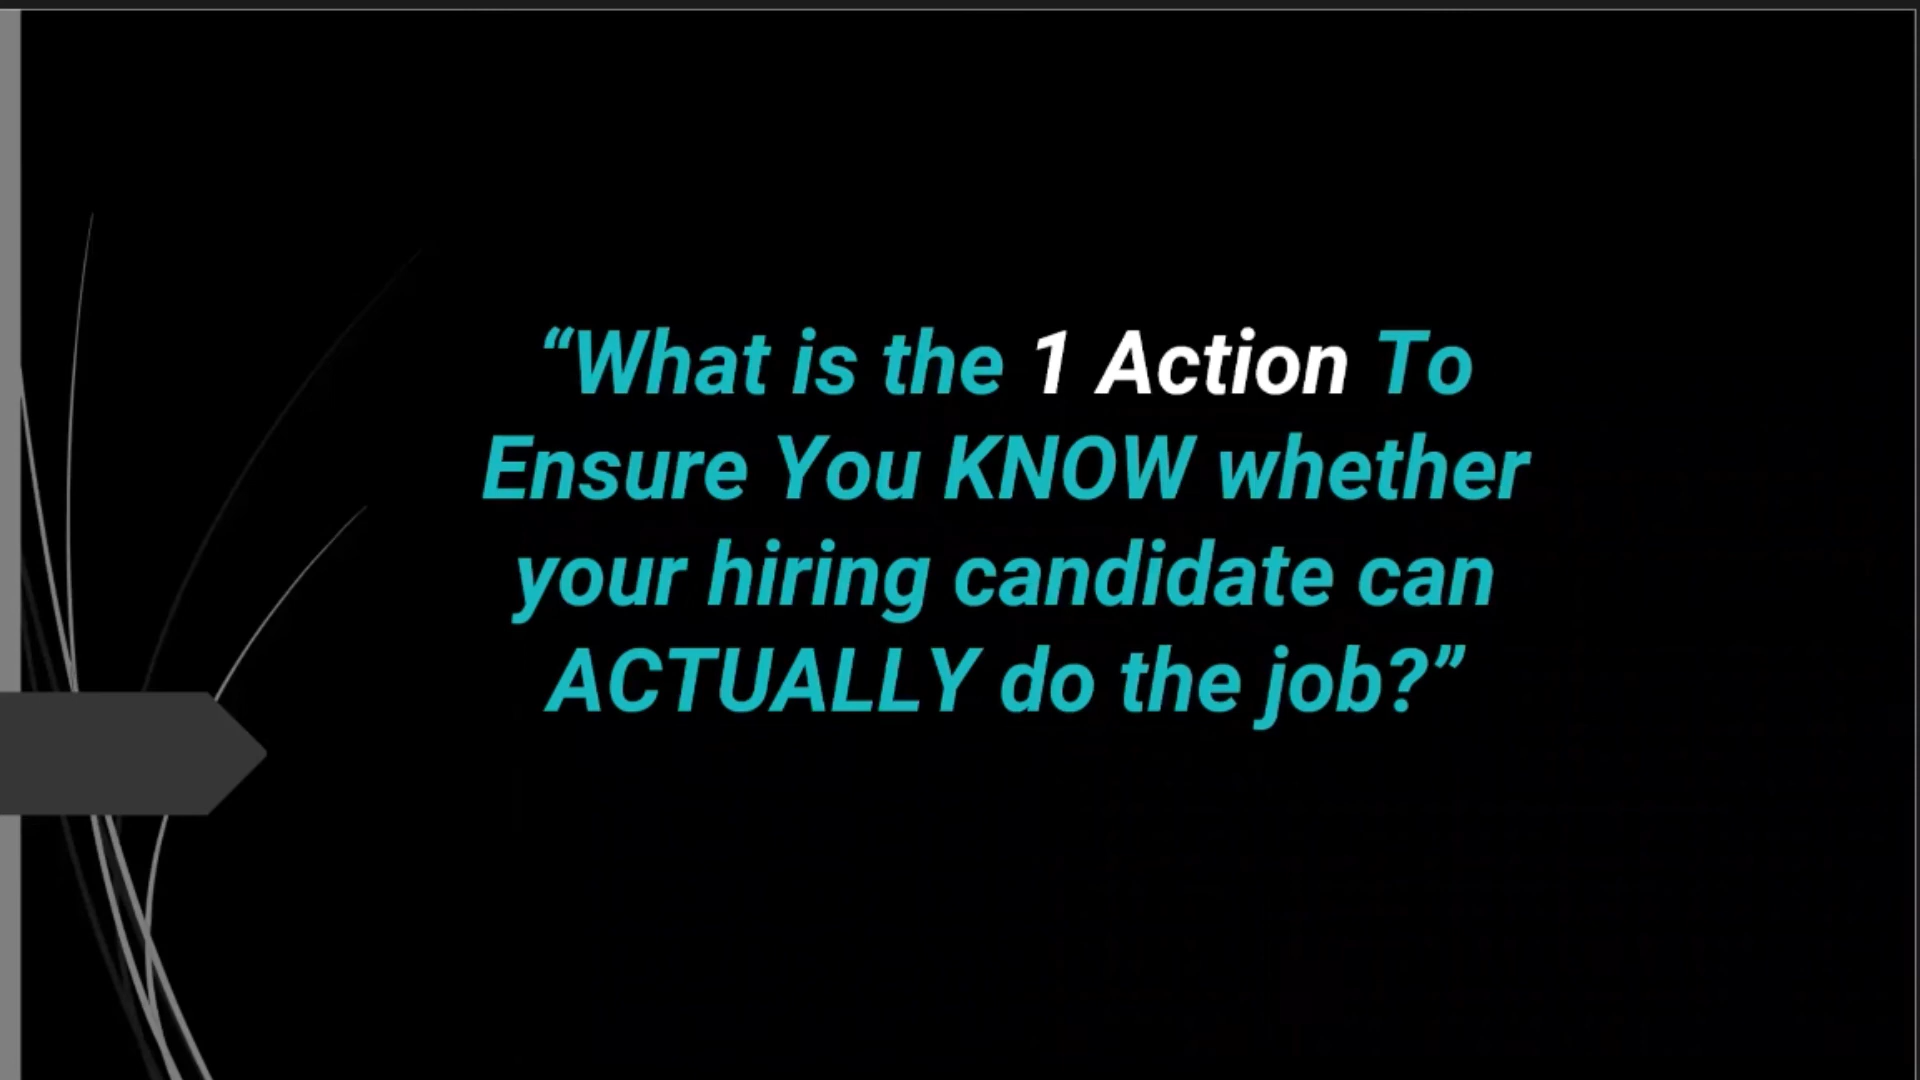 “What is the 1 Action To
Ensure You KNOW whether
your hiring candidate can
ACTUALLY do the job?”